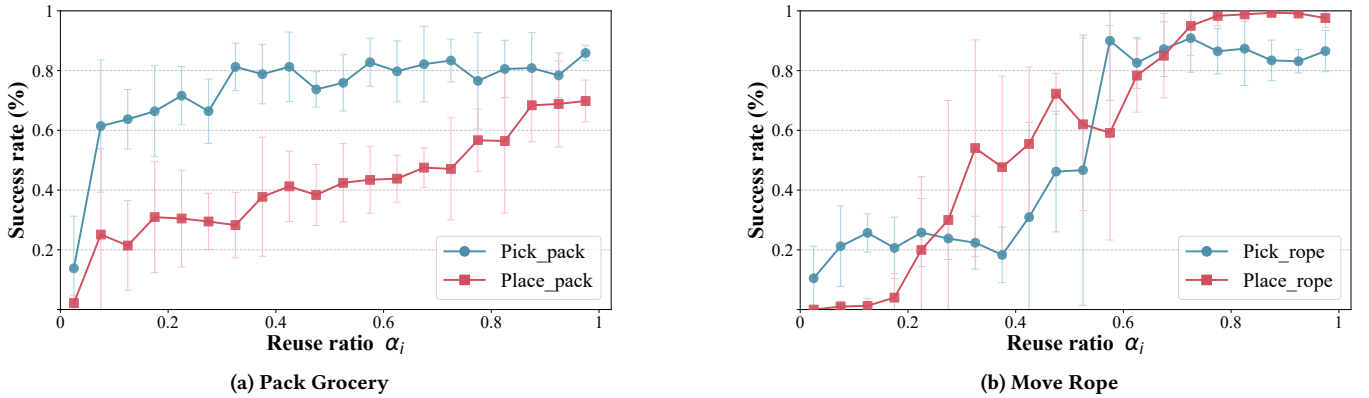 1
0.8
0.6
0.4
0.2
Success rate (%)
Pick_pack
Place_pack
0
0.2
0.4
0.6
0.8
1
Reuse ratio αi
(a) Pack Grocery
1
0.8
0.6
0.4
0.2
Success rate (%)
Pick_rope
Place_rope
0
0.2
0.4
0.6
0.8
1
Reuse ratio αi
(b) Move Rope